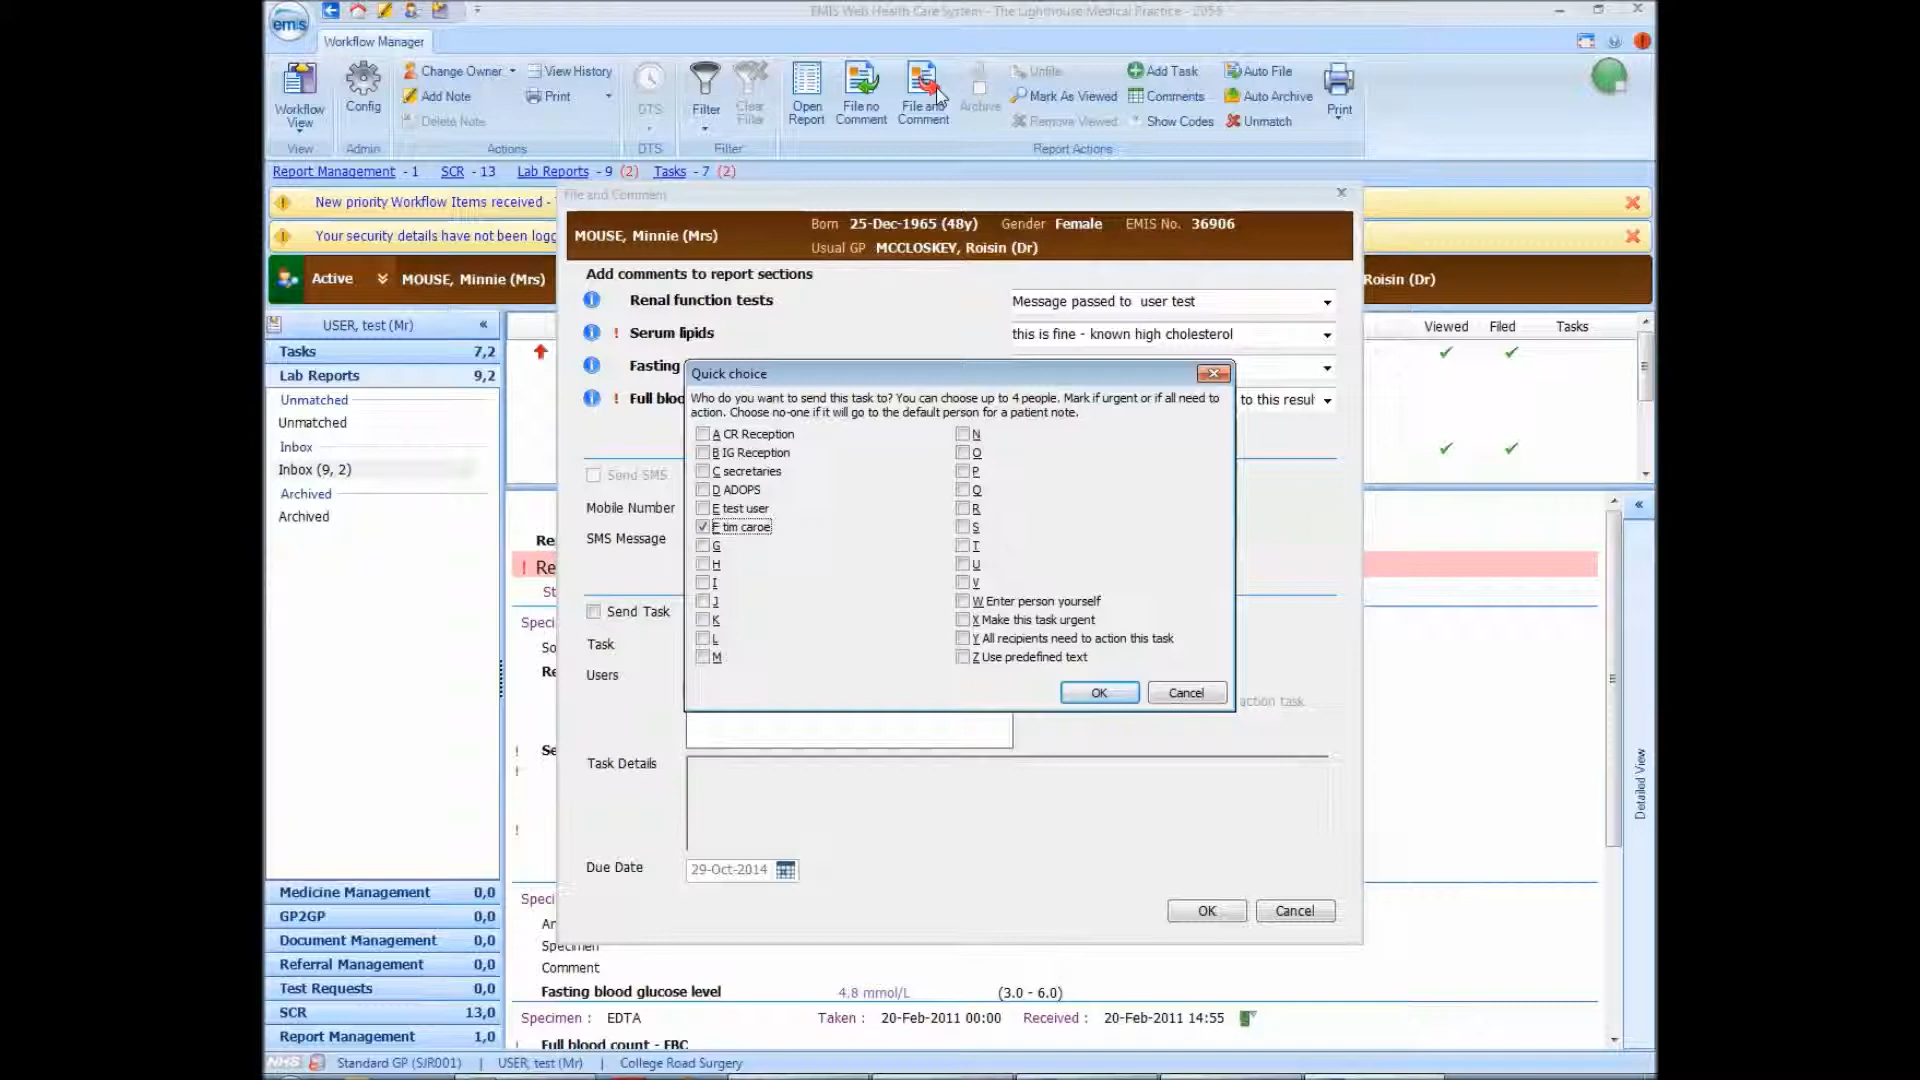 EMIS Web Health Care System - The Lighthouse Medical Practice - 2056
emis
Workflow Manager
Workflow View
Config
Change Owner
Add Note
Delete Note
View History
Print
DTS
Filter
Clear Filter
Open Report
File no Comment
File and Comment
Archive
Unfile
Mark As Viewed
Remove Viewed
Add Task
Comments
Show Codes
Auto File
Auto Archive
Unmatch
Print
View Admin Actions DTS Filter Report Actions
Report Management - 1 SCR - 13 Lab Reports - 9 (2) Tasks - 7 (2)
New priority Workflow Items received -
Your security details have not been logg
Active MOUSE, Minnie (Mrs)
Roisin (Dr)
USER, test (Mr) «
Tasks 7,2
Lab Reports 9,2
Unmatched
Unmatched
Inbox
Inbox (9, 2)
Archived
Archived
Medicine Management 0,0
GP2GP 0,0
Document Management 0,0
Referral Management 0,0
Test Requests 0,0
SCR 13,0
Report Management 1,0
Viewed Filed Tasks
File and Comment
MOUSE, Minnie (Mrs)
Born 25-Dec-1965 (48y) Gender Female EMIS No. 36906
Usual GP MCCLOSKEY, Roisin (Dr)
Add comments to report sections
Renal function tests Message passed to user test
! Serum lipids this is fine - known high cholesterol
Fasting
! Full bloo to this resul
Send SMS
Mobile Number
SMS Message
Send Task
Task
Users
action task
Task Details
Due Date 29-Oct-2014
OK Cancel
Quick choice
Who do you want to send this task to? You can choose up to 4 people. Mark if urgent or if all need to
action. Choose no-one if it will go to the default person for a patient note.
A CR Reception
B IG Reception
C secretaries
D ADOPS
E test user
F tim caroe
G
H
I
J
K
L
M
N
O
P
Q
R
S
T
U
V
W Enter person yourself
X Make this task urgent
Y All recipients need to action this task
Z Use predefined text
OK Cancel
Re
! Re
St
Speci
So
Re
! Se
!
!
Speci
Ar
Specimen
Comment
Fasting blood glucose level 4.8 mmol/L (3.0 - 6.0)
Specimen : EDTA Taken : 20-Feb-2011 00:00 Received : 20-Feb-2011 14:55
Full blood count - FBC
«
Detailed View
NHS Standard GP (SJR001) | USER, test (Mr) | College Road Surgery